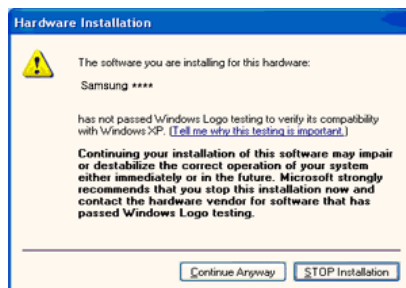 Hardware Installation
The software you are installing for this hardware:
Samsung ****
has not passed Windows Logo testing to verify its compatibility
with Windows XP. (Tell me why this testing is important.)
Continuing your installation of this software may impair
or destabilize the correct operation of your system
either immediately or in the future. Microsoft strongly
recommends that you stop this installation now and
contact the hardware vendor for software that has
passed Windows Logo testing.
Continue Anyway STOP Installation